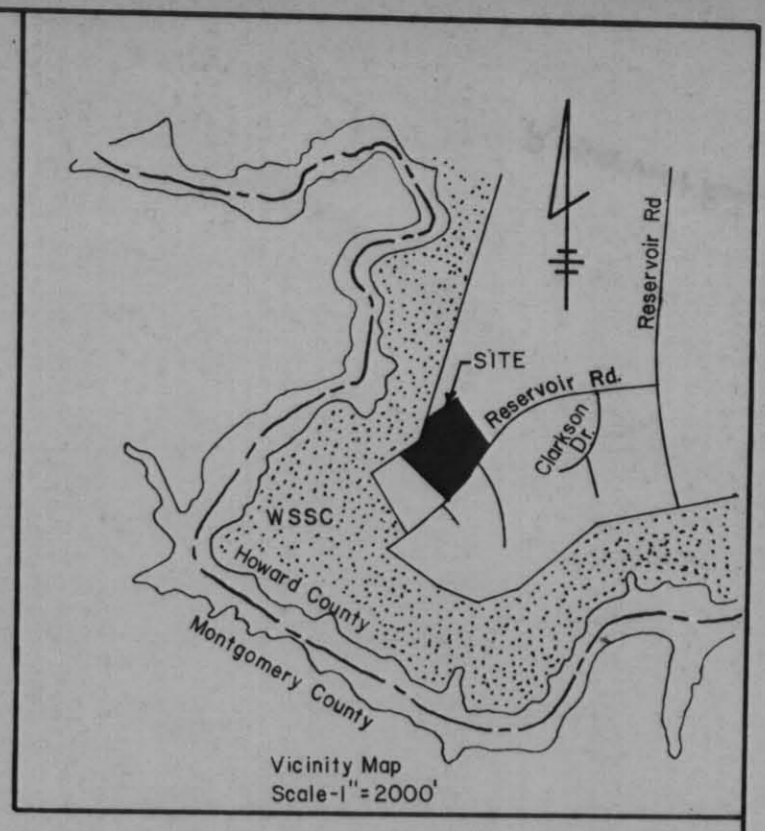 Reservoir Rd
SITE
Reservoir Rd.
Clarkson
Dr.
WSSC
Howard County
Montgomery County
Vicinity Map
Scale-1"=2000'